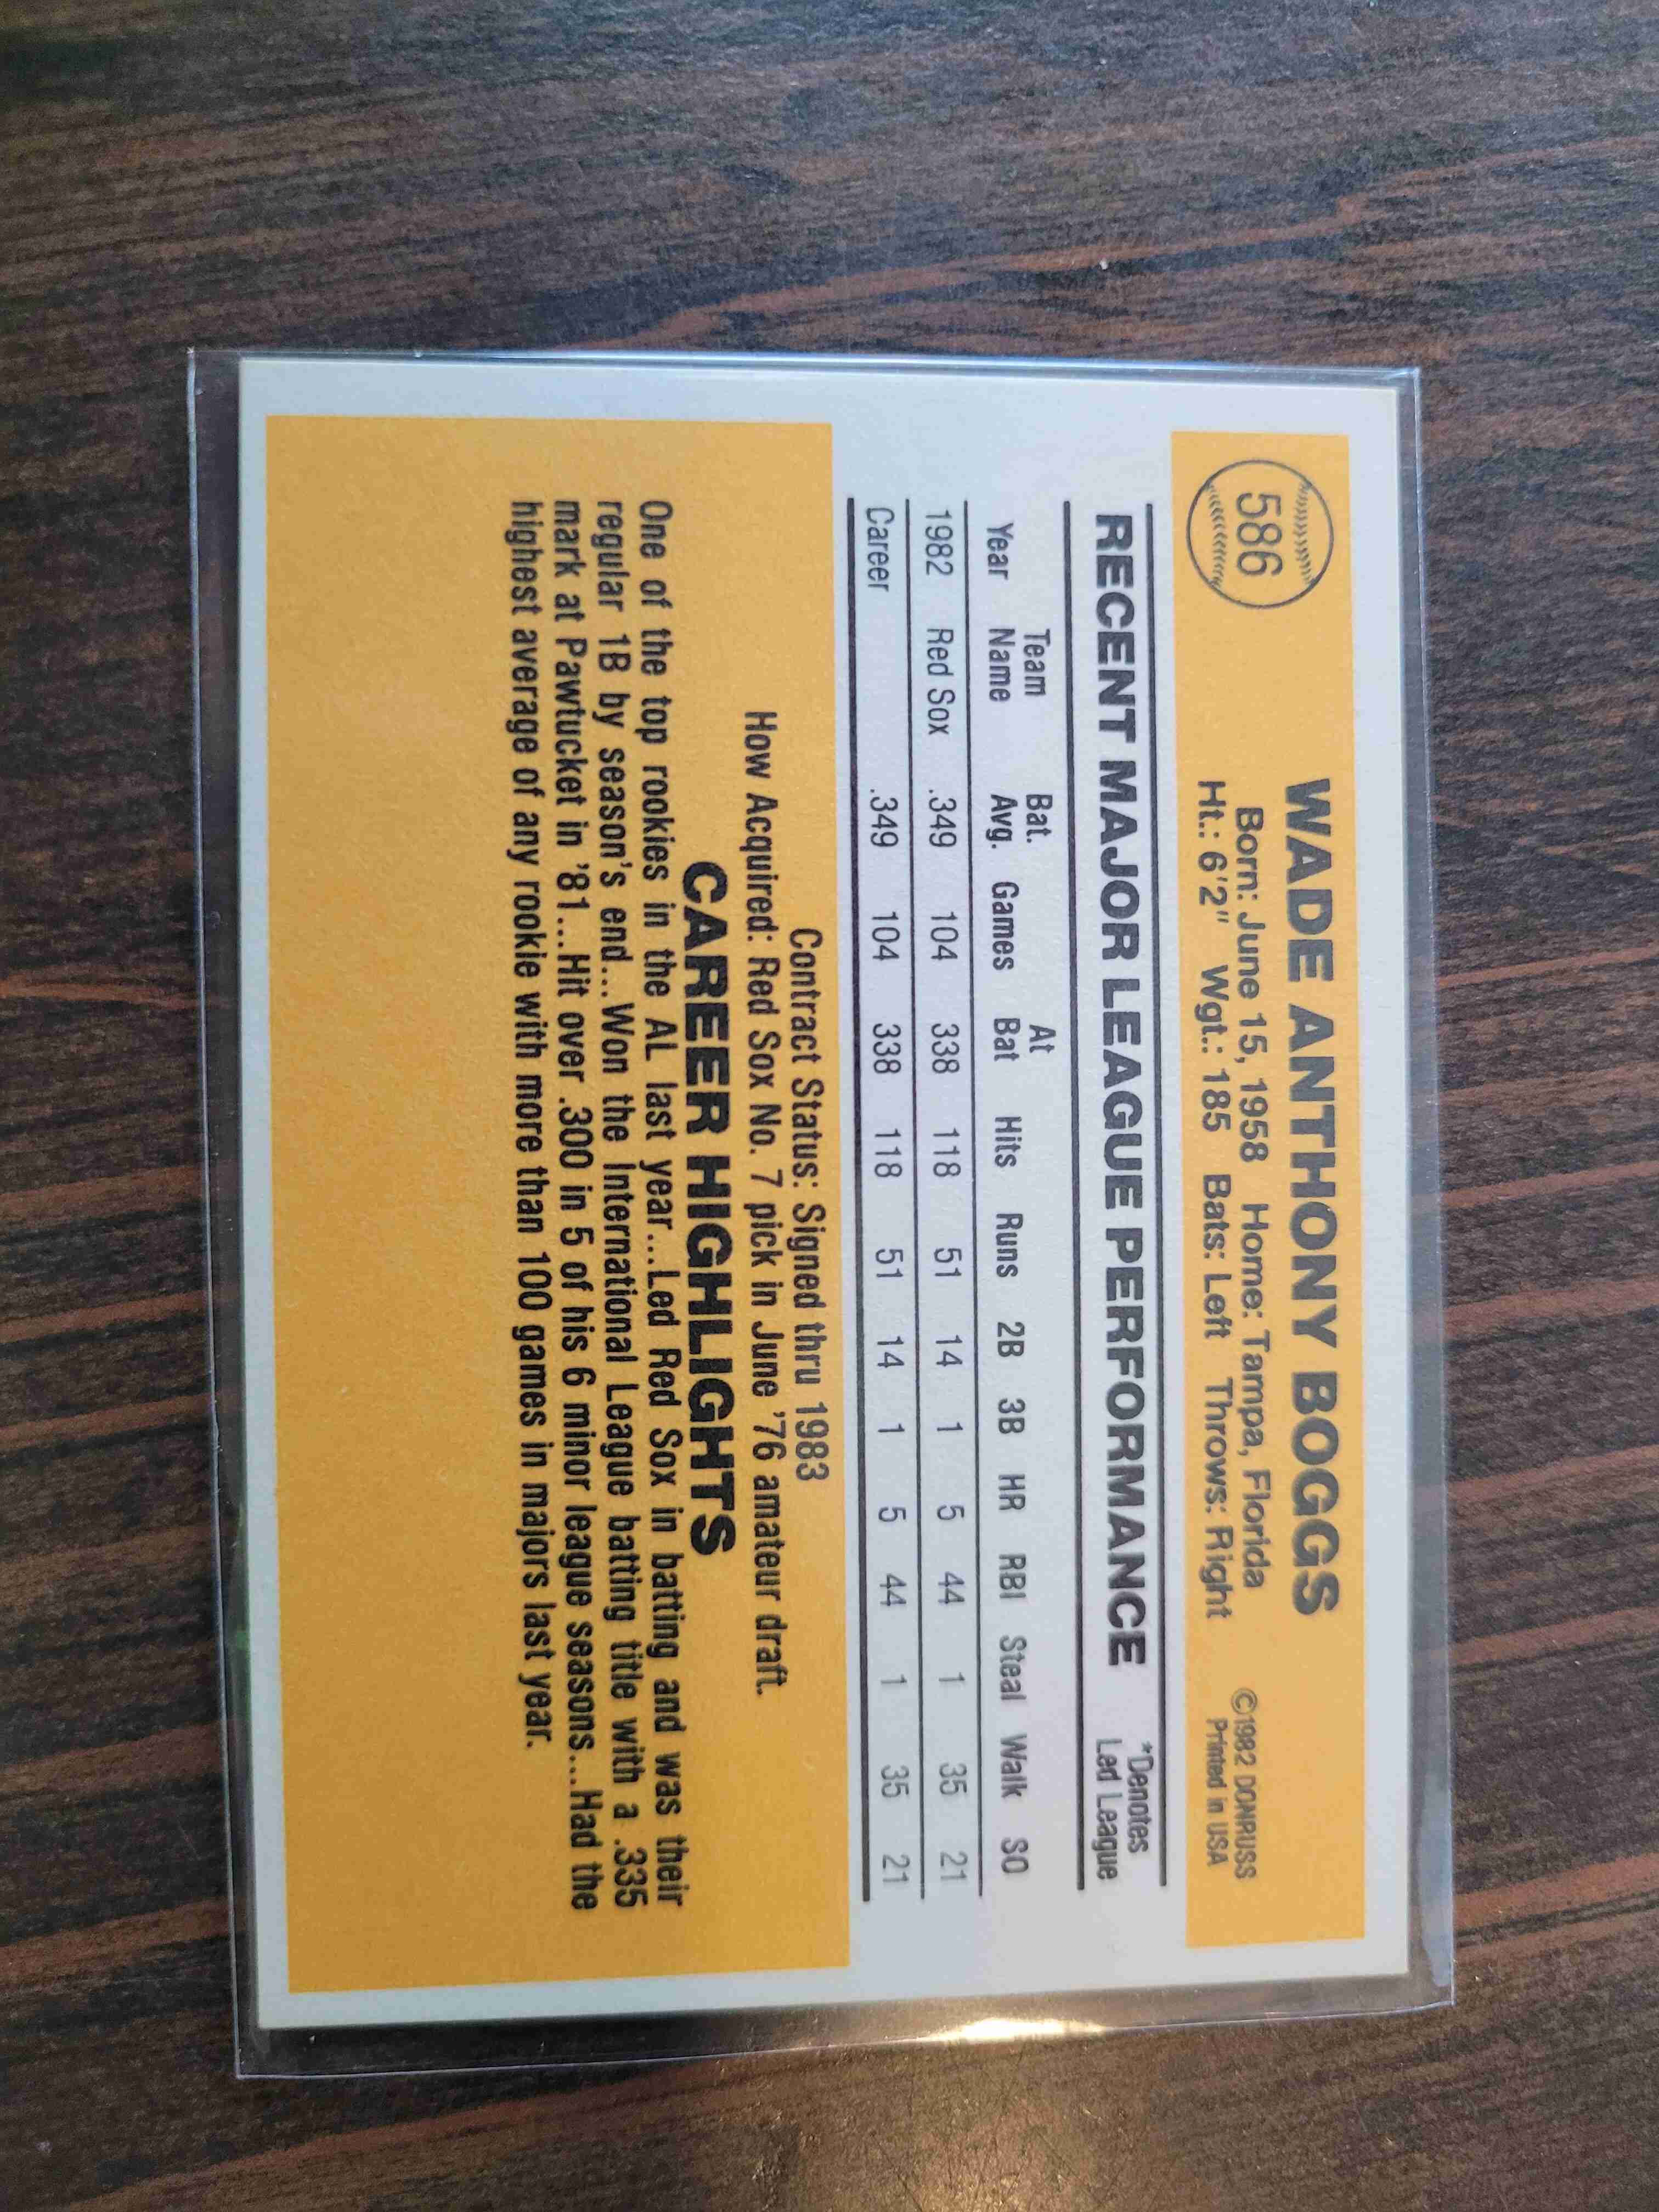 586
WADE ANTHONY BOGGS
Born: June 15, 1958 Home: Tampa, Florida
Ht.: 6'2" Wgt.: 185 Bats: Left Throws: Right
©1982 DONRUSS
Printed in USA
RECENT MAJOR LEAGUE PERFORMANCE
*Denotes
Led League
Team Bat. At
Year Name Avg. Games Bat Hits Runs 2B 3B HR RBI Steal Walk SO
1982 Red Sox .349 104 338 118 51 14 1 5 44 1 35 21
Career .349 104 338 118 51 14 1 5 44 1 35 21
Contract Status: Signed thru 1983
How Acquired: Red Sox No. 7 pick in June '76 amateur draft.
CAREER HIGHLIGHTS
One of the top rookies in the AL last year...Led Red Sox in batting and was their
regular 1B by season's end...Won the International League batting title with a .335
mark at Pawtucket in '81...Hit over .300 in 5 of his 6 minor league seasons...Had the
highest average of any rookie with more than 100 games in majors last year.